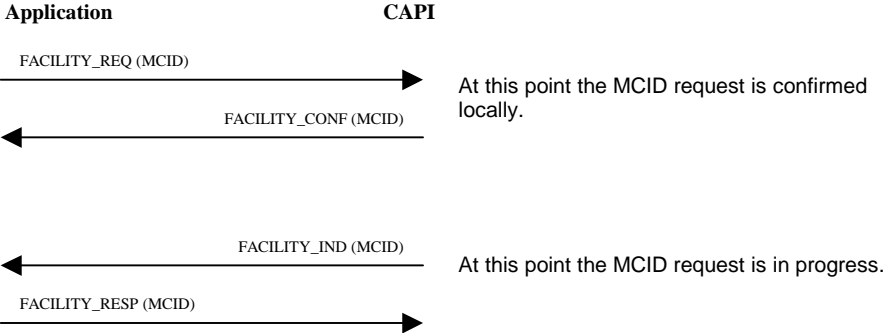 Application CAPI
FACILITY_REQ (MCID)
At this point the MCID request is confirmed
locally.
FACILITY_CONF (MCID)
FACILITY_IND (MCID)
At this point the MCID request is in progress.
FACILITY_RESP (MCID)